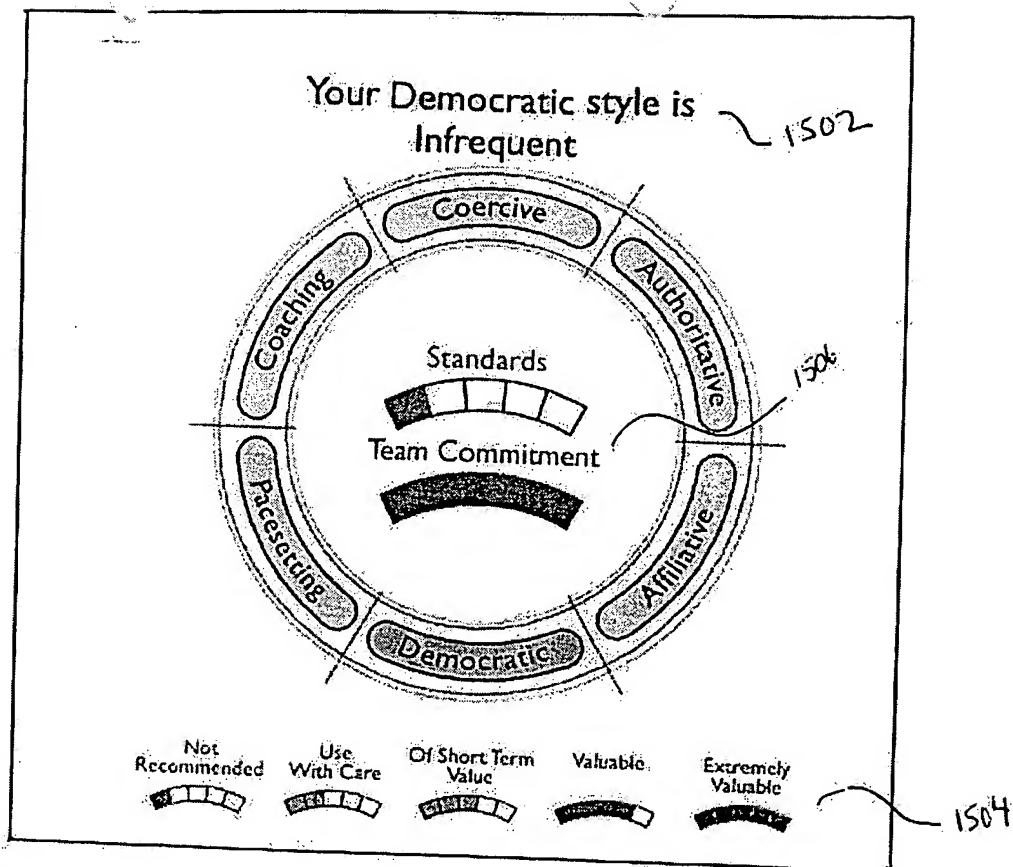 Your Democratic style is
Infrequent
1502
Coercive
Authoritative
Coaching
Standards
1506
Team Commitment
Pacesetting
Affiliative
Democratic
Not
Recommended
Use
With Care
Of Short Term
Value
Valuable
Extremely
Valuable
1504